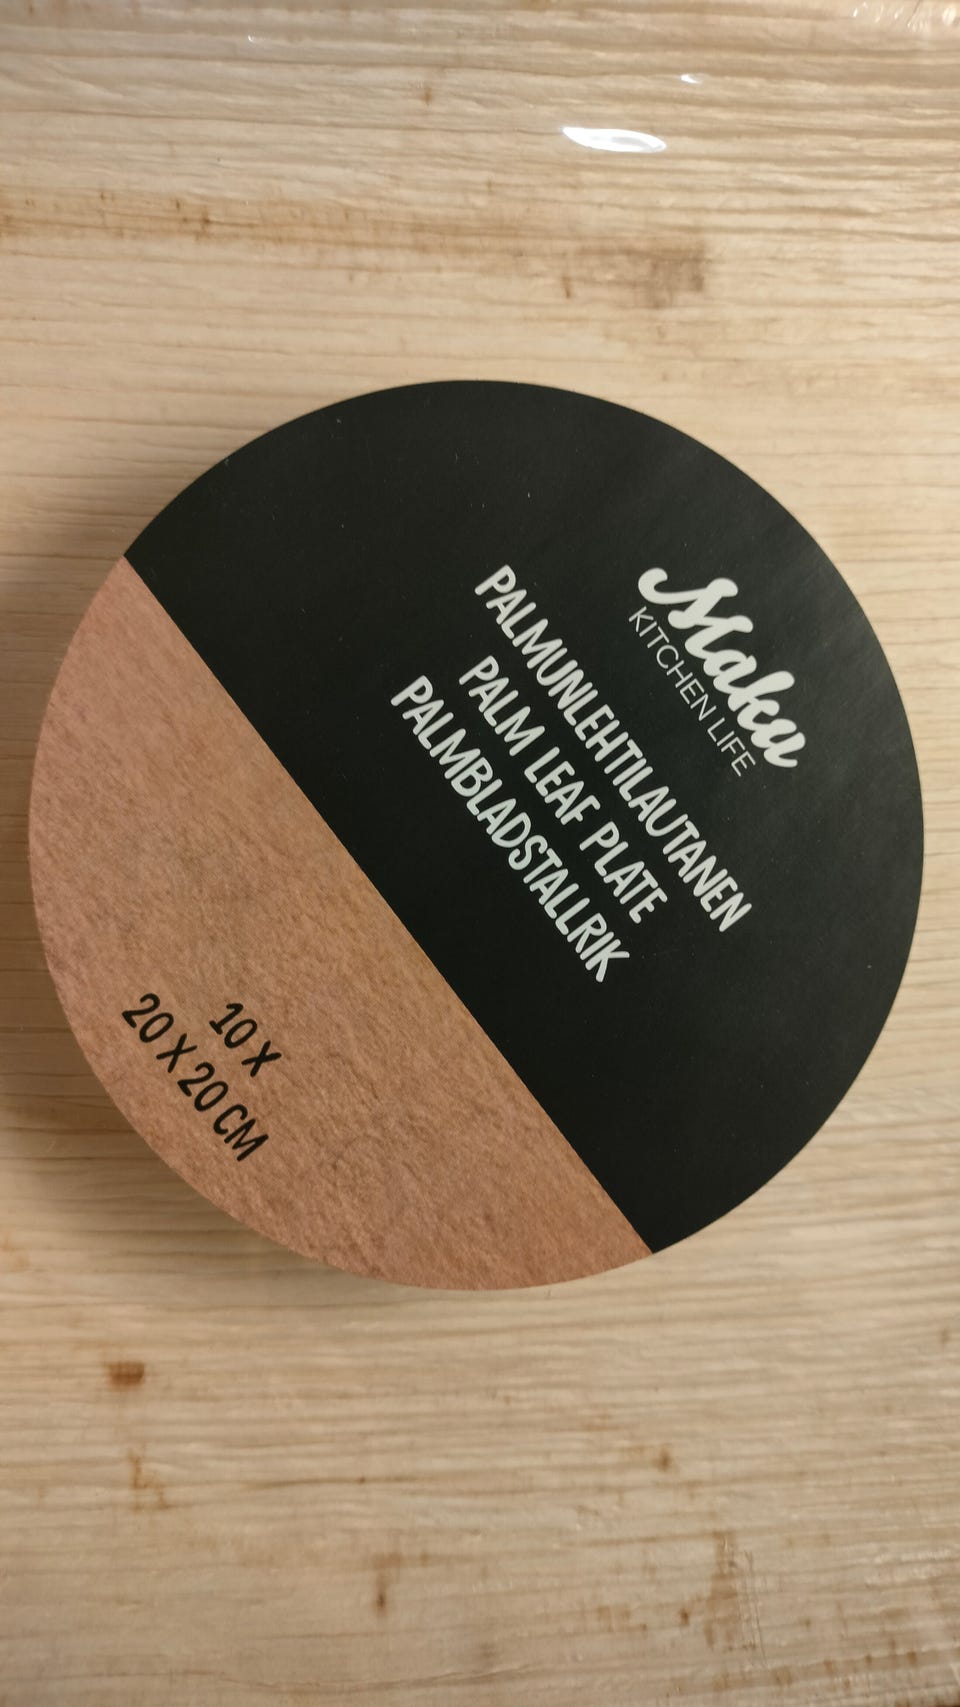 Maku
KITCHEN LIFE
PALMUNLEHTILAUTANEN
PALM LEAF PLATE
PALMBLADSTALLRIK
10 X
20 X 20 CM